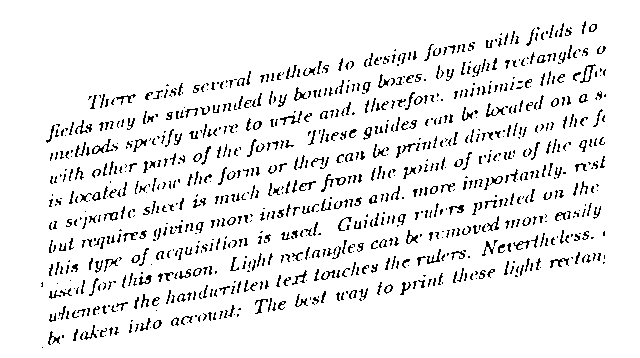 There exist several methods to design forms with fields to
fields may be surrounded by bounding boxes, by light rectangles o
methods specify where to write and, therefore, minimize the effec
with other parts of the form. These guides can be located on a s
is located below the form or they can be printed directly on the fo
a separate sheet is much better from the point of view of the qua
but requires giving more instructions and, more importantly, rest
this type of acquisition is used. Guiding rulers printed on the
used for this reason. Light rectangles can be removed more easily
whenever the handwritten text touches the rulers. Nevertheless,
be taken into account: The best way to print these light rectang